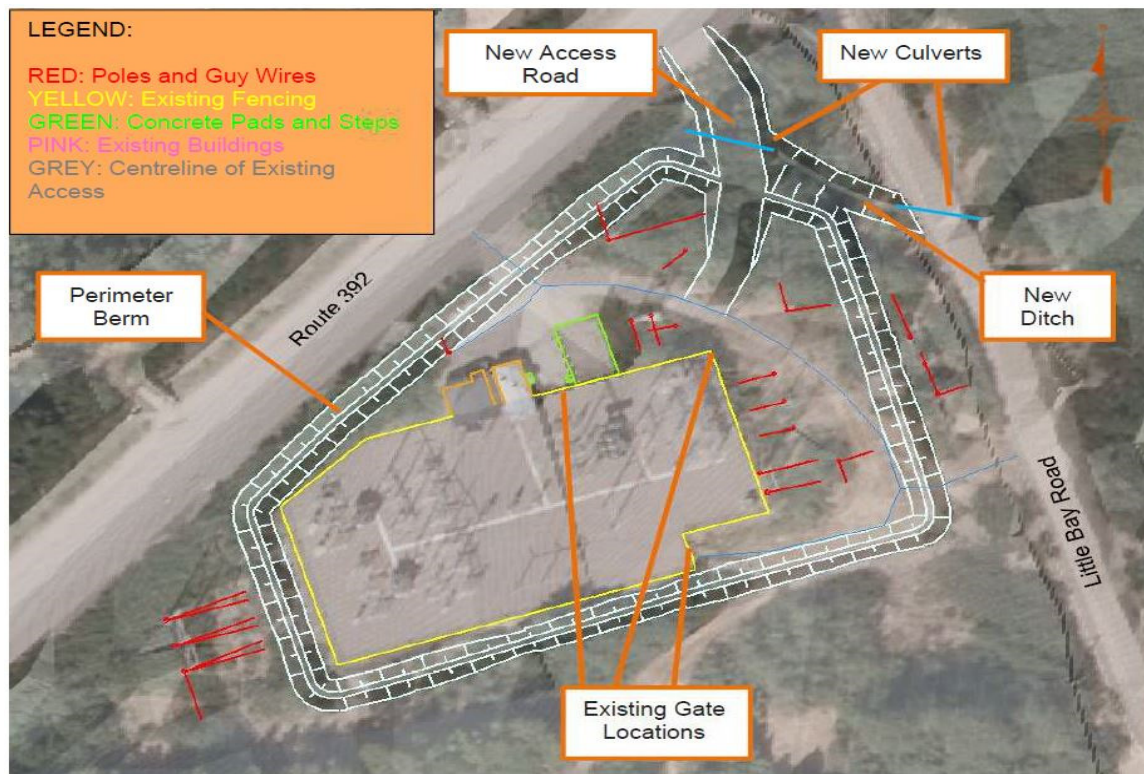 LEGEND:
RED: Poles and Guy Wires
YELLOW: Existing Fencing
GREEN: Concrete Pads and Steps
PINK: Existing Buildings
GREY: Centreline of Existing
Access
New Access
Road
New Culverts
Perimeter
Berm
Route 392
New
Ditch
Little Bay Road
Existing Gate
Locations